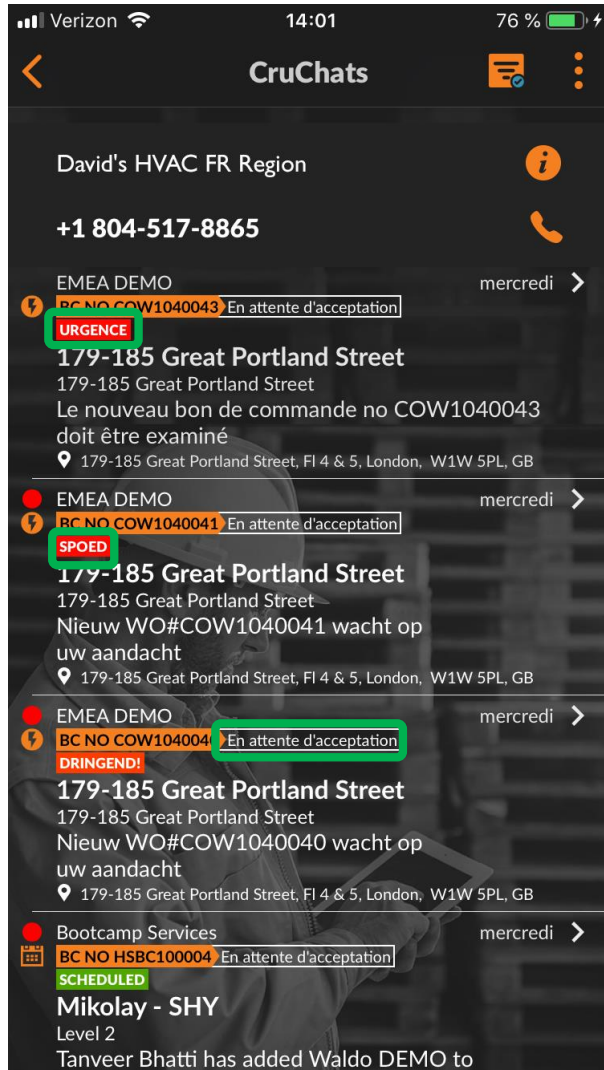 Verizon 14:01 76 %
CruChats
David's HVAC FR Region
+1 804-517-8865
EMEA DEMO mercredi
BC NO COW1040043 En attente d'acceptation
URGENCE
179-185 Great Portland Street
179-185 Great Portland Street
Le nouveau bon de commande no COW1040043
doit être examiné
179-185 Great Portland Street, Fl 4 & 5, London, W1W 5PL, GB
EMEA DEMO mercredi
BC NO COW1040041 En attente d'acceptation
SPOED
179-185 Great Portland Street
179-185 Great Portland Street
Nieuw WO#COW1040041 wacht op
uw aandacht
179-185 Great Portland Street, Fl 4 & 5, London, W1W 5PL, GB
EMEA DEMO mercredi
BC NO COW1040040 En attente d'acceptation
DRINGEND!
179-185 Great Portland Street
179-185 Great Portland Street
Nieuw WO#COW1040040 wacht op
uw aandacht
179-185 Great Portland Street, Fl 4 & 5, London, W1W 5PL, GB
Bootcamp Services mercredi
BC NO HSBC100004 En attente d'acceptation
SCHEDULED
Mikolay - SHY
Level 2
Tanveer Bhatti has added Waldo DEMO to